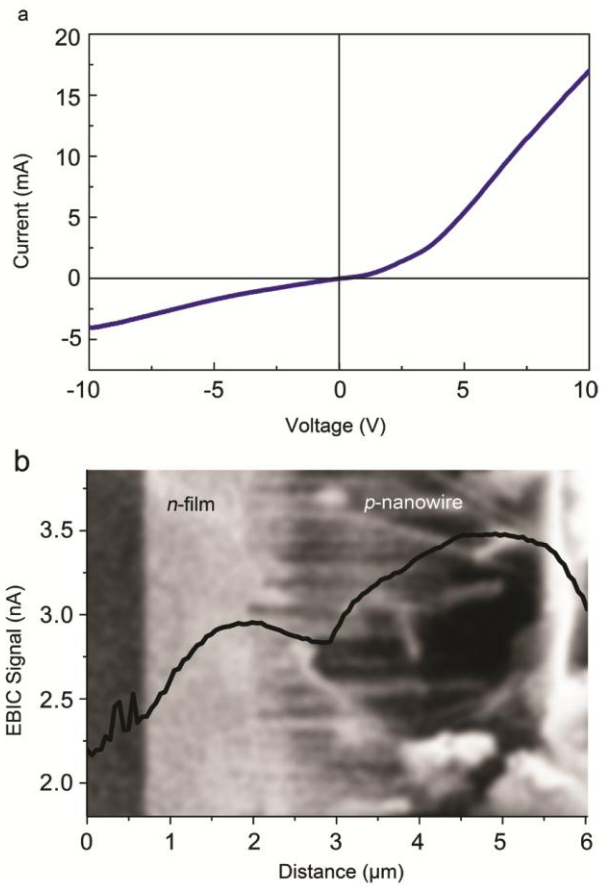 a
20
15
10
5
0
-5
Current (mA)
-10
-5
0
5
10
Voltage (V)
b
n-film
p-nanowire
3.5
3.0
2.5
2.0
EBIC Signal (nA)
0
1
2
3
4
5
6
Distance (µm)